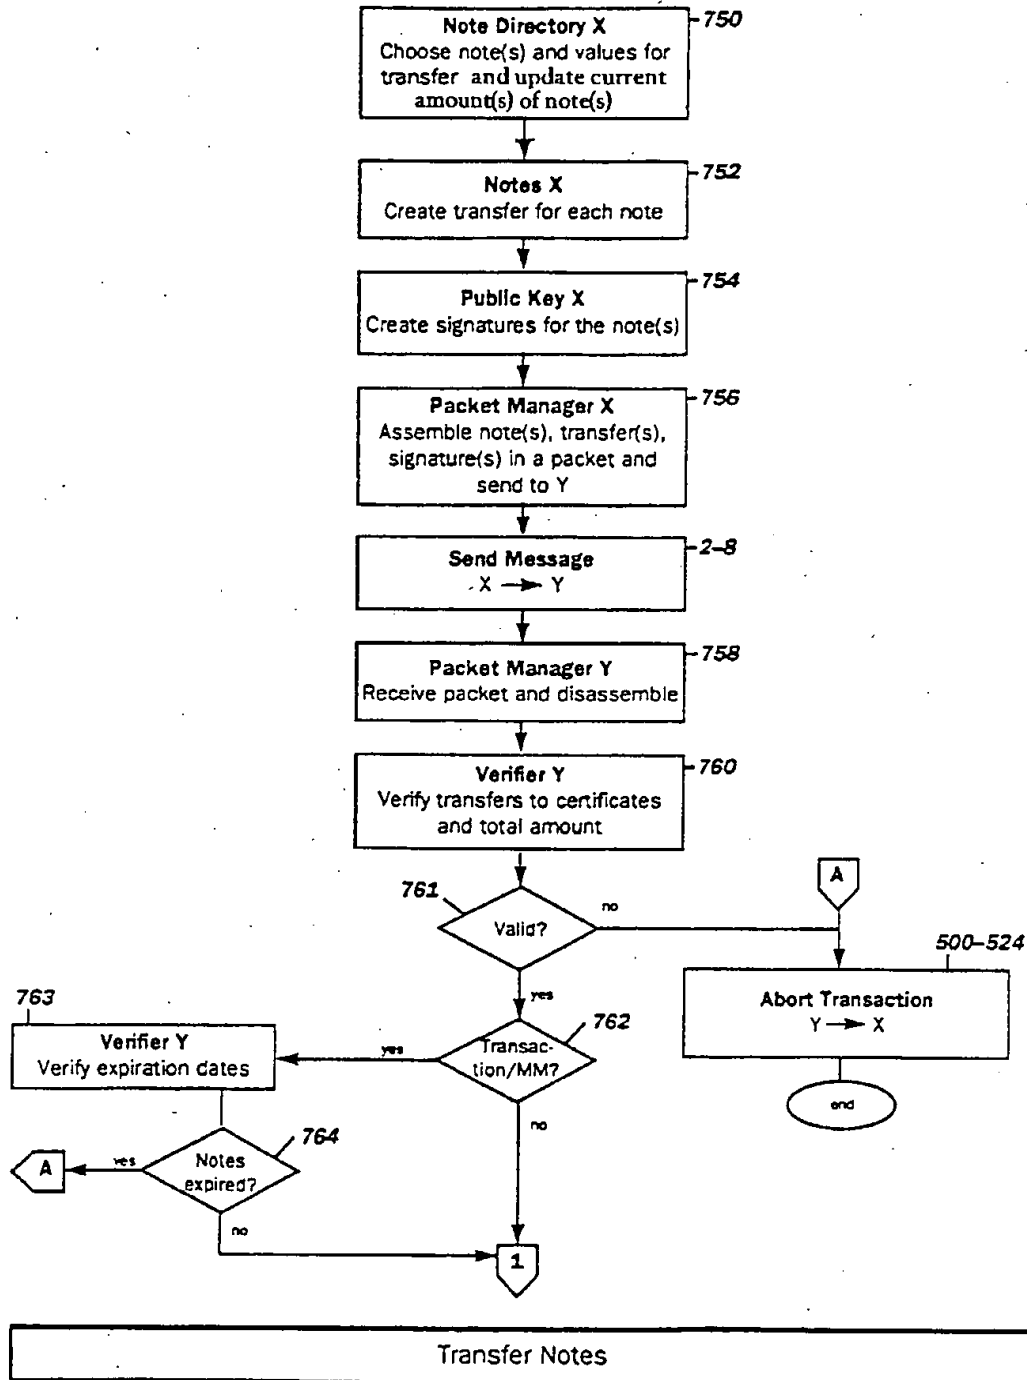 Note Directory X
Choose note(s) and values for
transfer and update current
amount(s) of note(s)
750
Notes X
Create transfer for each note
752
Public Key X
Create signatures for the note(s)
754
Packet Manager X
Assemble note(s), transfer(s),
signature(s) in a packet and
send to Y
756
Send Message
X → Y
2-8
Packet Manager Y
Receive packet and disassemble
758
Verifier Y
Verify transfers to certificates
and total amount
760
761
Valid?
no
A
500-524
Abort Transaction
Y → X
end
yes
762
Transac-
tion/MM?
yes
763
Verifier Y
Verify expiration dates
no
764
Notes
expired?
yes
A
no
1
Transfer Notes